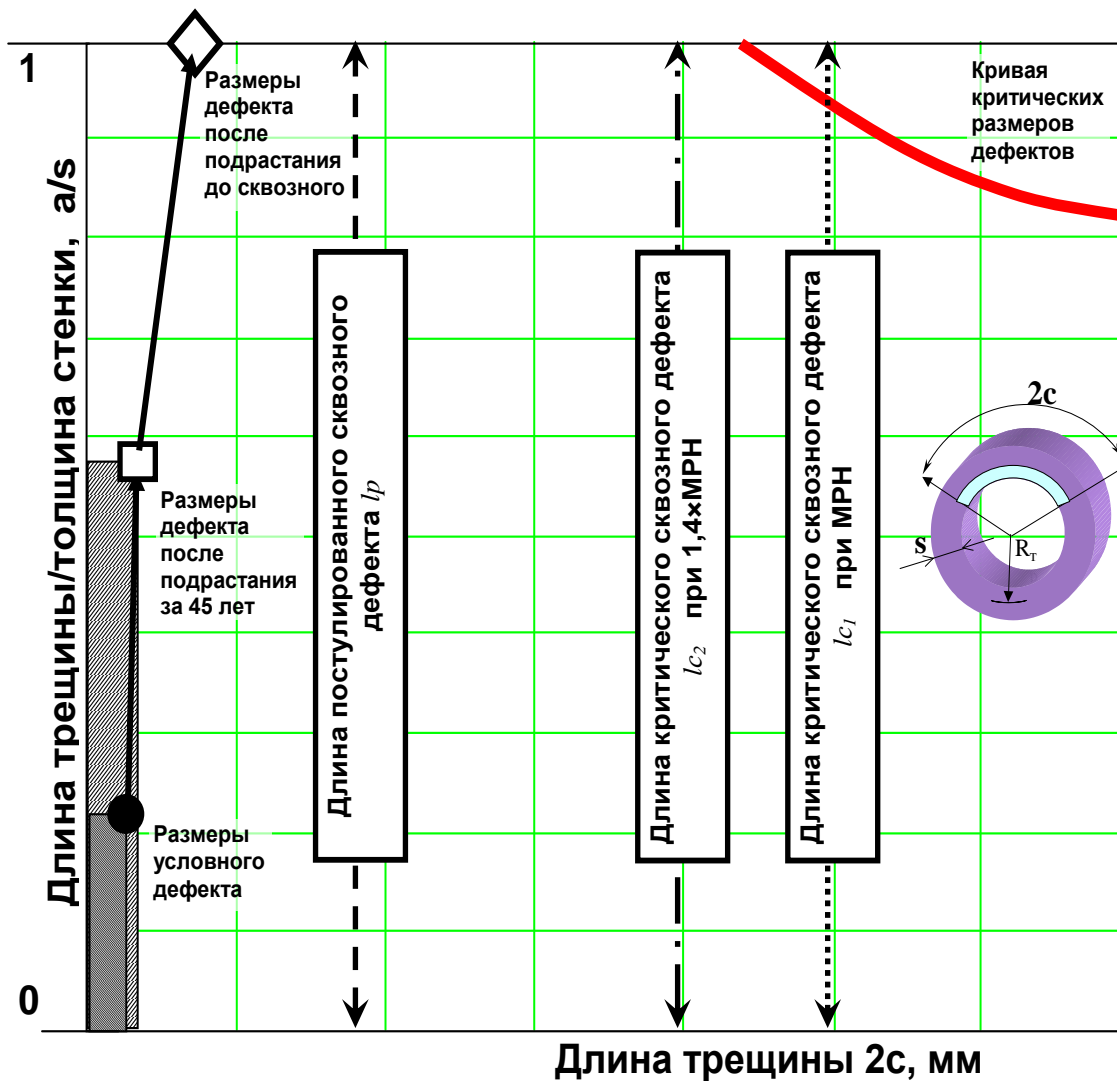 1
Размеры
дефекта
после
подрастания
до сквозного
Кривая
критических
размеров
дефектов
Длина трещины/толщина стенки, a/s
Длина постулированного сквозного
дефекта lp
Длина критического сквозного дефекта
lc2 при 1,4×МРН
Длина критического сквозного дефекта
lc1 при МРН
2c
s
Rт
Размеры
дефекта
после
подрастания
за 45 лет
Размеры
условного
дефекта
0
Длина трещины 2с, мм